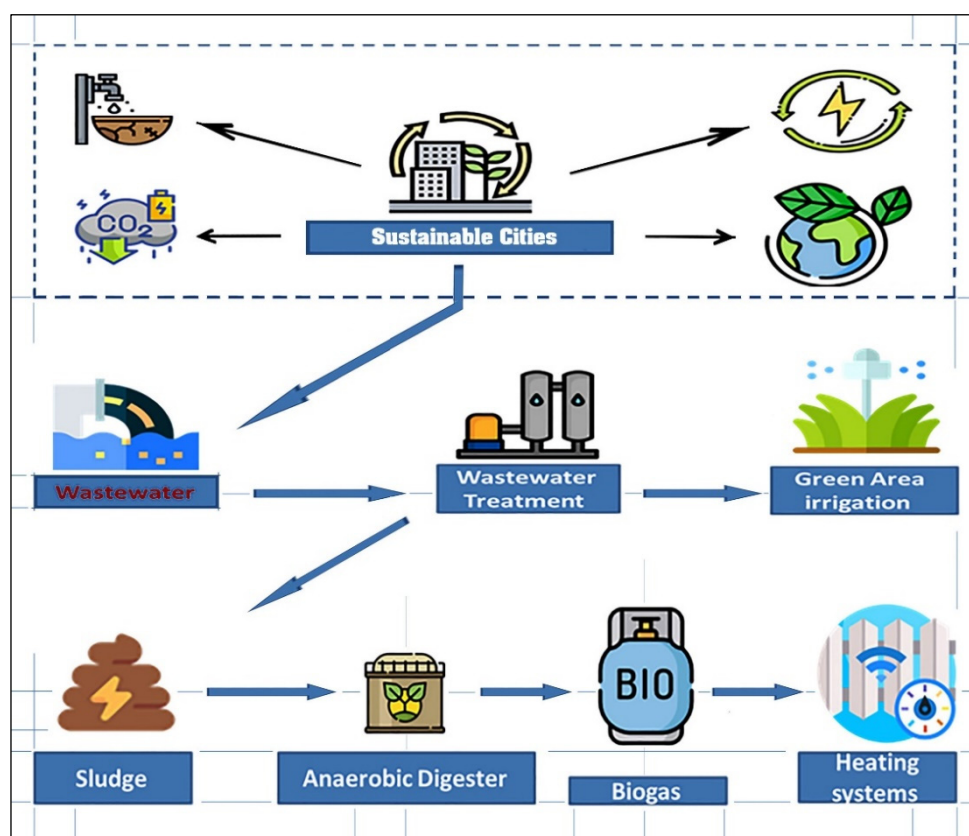 CO2
Sustainable Cities
Wastewater
Wastewater
Treatment
Green Area
irrigation
BIO
Sludge
Anaerobic Digester
Biogas
Heating
systems